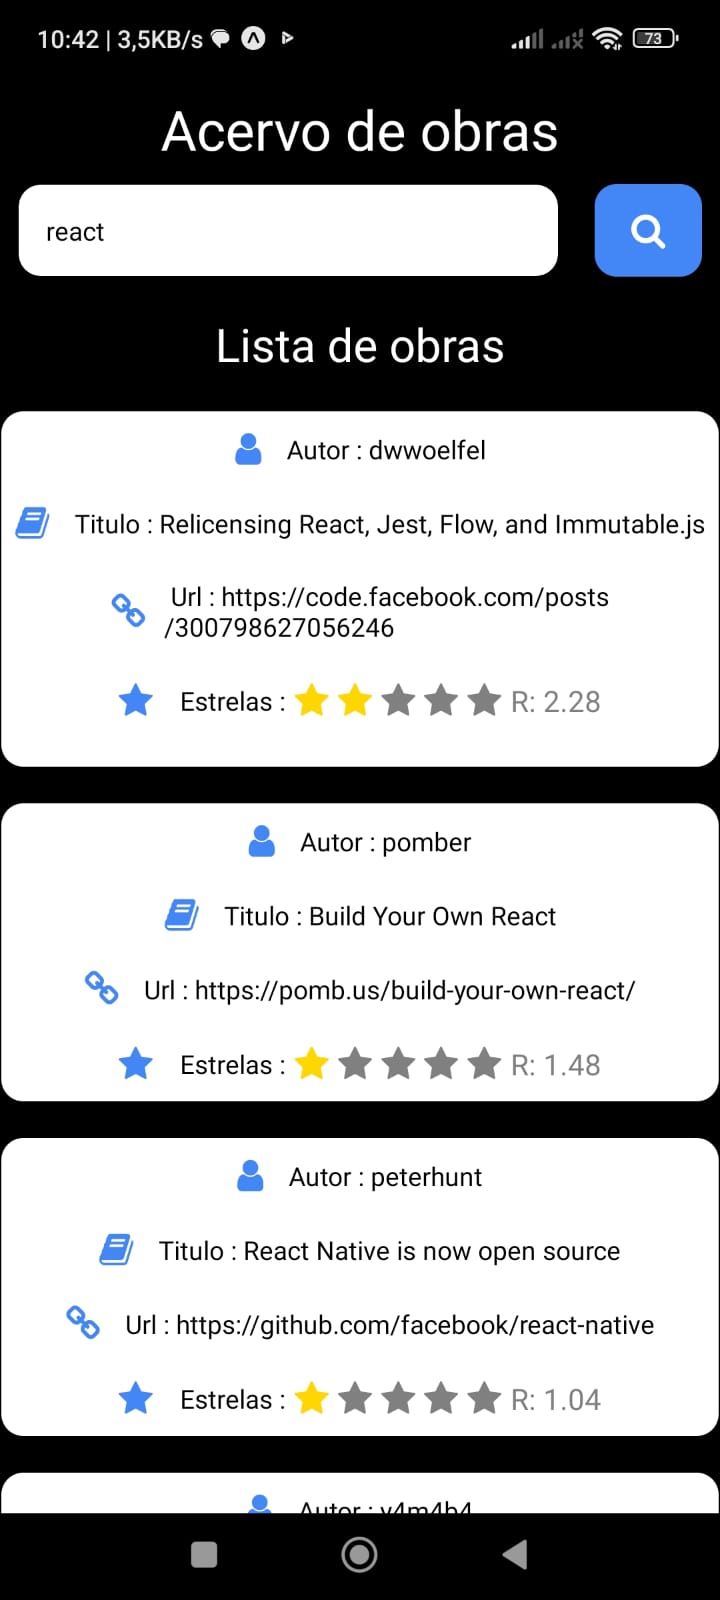 10:42 | 3,5KB/s
73
Acervo de obras
react
Lista de obras
Autor : dwwoelfel
Titulo : Relicensing React, Jest, Flow, and Immutable.js
Url : https://code.facebook.com/posts
/300798627056246
Estrelas : R: 2.28
Autor : pomber
Titulo : Build Your Own React
Url : https://pomb.us/build-your-own-react/
Estrelas : R: 1.48
Autor : peterhunt
Titulo : React Native is now open source
Url : https://github.com/facebook/react-native
Estrelas : R: 1.04
Autor :